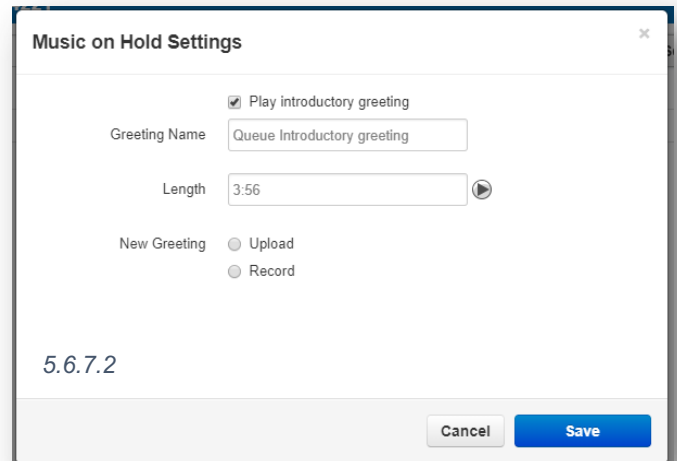 Music on Hold Settings
×
Play introductory greeting
Greeting Name Queue Introductory greeting
Length 3:56
New Greeting Upload
Record
5.6.7.2
Cancel Save